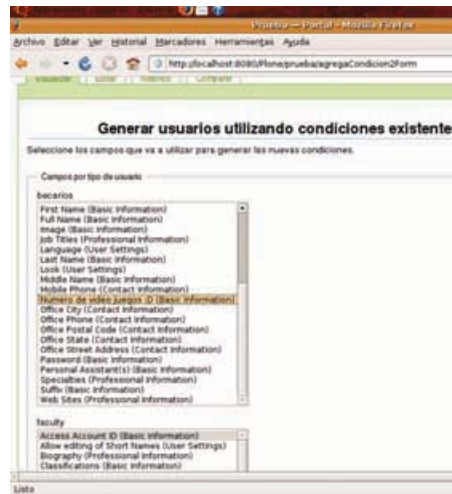 Prueba — Portal - Mozilla Firefox
Archivo Editar Ver Historial Marcadores Herramientas Ayuda
http://localhost:8080/Plone/prueba/agregaCondicion2Form
Generar usuarios utilizando condiciones existente
Seleccione los campos que va a utilizar para generar las nuevas condiciones.
Campos por tipo de usuario
becarios
First Name (Basic Information)
Full Name (Basic Information)
Image (Basic Information)
Job Titles (Professional Information)
Language (User Settings)
Last Name (Basic Information)
Look (User Settings)
Middle Name (Basic Information)
Mobile Phone (Contact Information)
Numero de video juegos :D (Basic Information)
Office City (Contact Information)
Office Phone (Contact Information)
Office Postal Code (Contact Information)
Office State (Contact Information)
Office Street Address (Contact Information)
Password (Basic Information)
Personal Assistant(s) (Basic Information)
Specialties (Professional Information)
Suffix (Basic Information)
Web Sites (Professional Information)
faculty
Access Account ID (Basic Information)
Allow editing of Short Names (User Settings)
Biography (Professional Information)
Classifications (Basic Information)
Listo